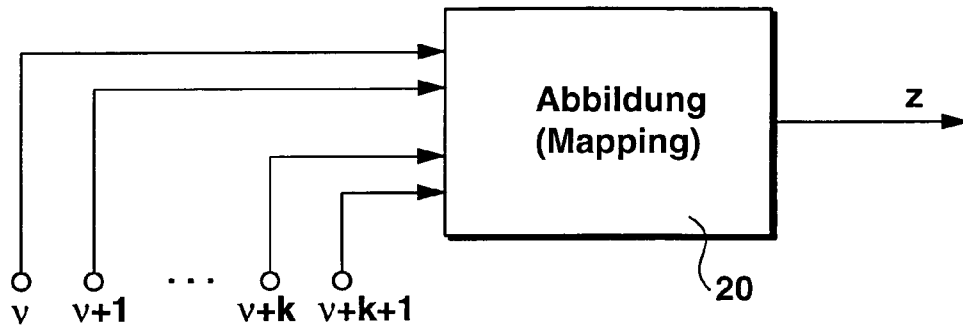 Abbildung
(Mapping)
z
20
ν ν+1 ... ν+k ν+k+1